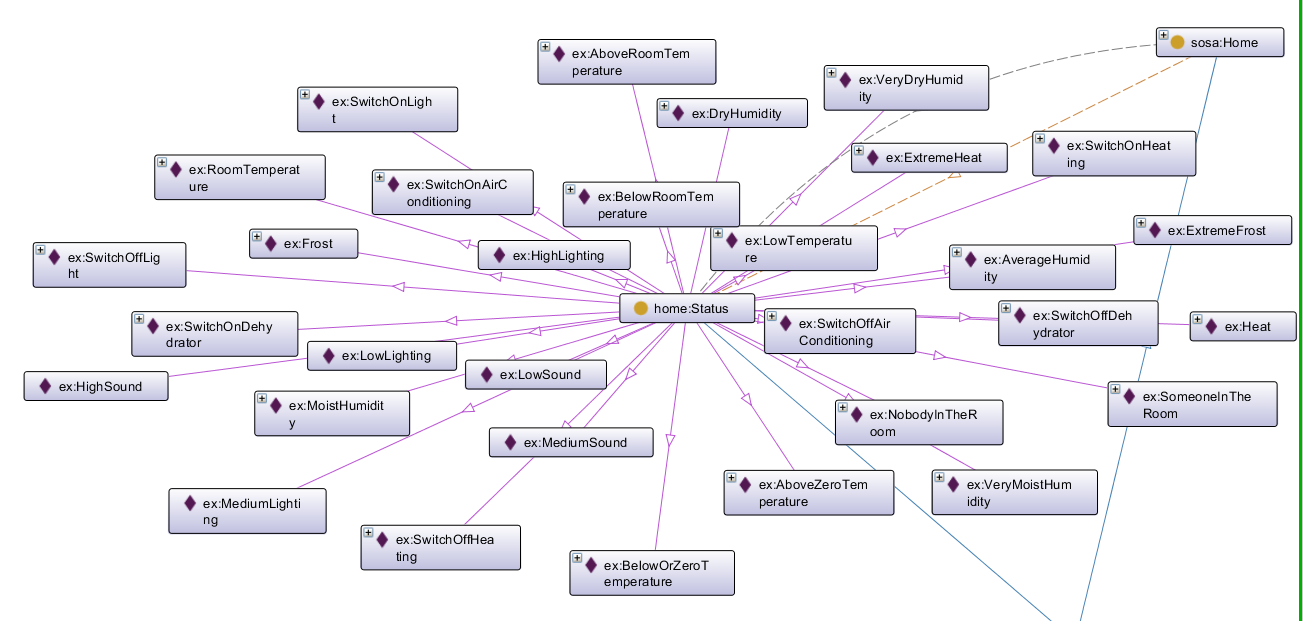 sosa:Home
ex:AboveRoomTem
perature
ex:VeryDryHumid
ity
ex:SwitchOnLigh
t
ex:DryHumidity
ex:SwitchOnHeat
ing
ex:ExtremeHeat
ex:RoomTemperat
ure
ex:SwitchOnAirC
onditioning
ex:BelowRoomTem
perature
ex:ExtremeFrost
ex:Frost
ex:LowTemperatu
re
ex:HighLighting
ex:SwitchOffLig
ht
ex:AverageHumid
ity
home:Status
ex:SwitchOffDeh
ydrator
ex:SwitchOffAir
Conditioning
ex:Heat
ex:SwitchOnDehy
drator
ex:LowLighting
ex:LowSound
ex:HighSound
ex:SomeoneInThe
Room
ex:MoistHumidit
y
ex:NobodyInTheR
oom
ex:MediumSound
ex:AboveZeroTem
perature
ex:VeryMoistHum
idity
ex:MediumLighti
ng
ex:SwitchOffHea
ting
ex:BelowOrZeroT
emperature